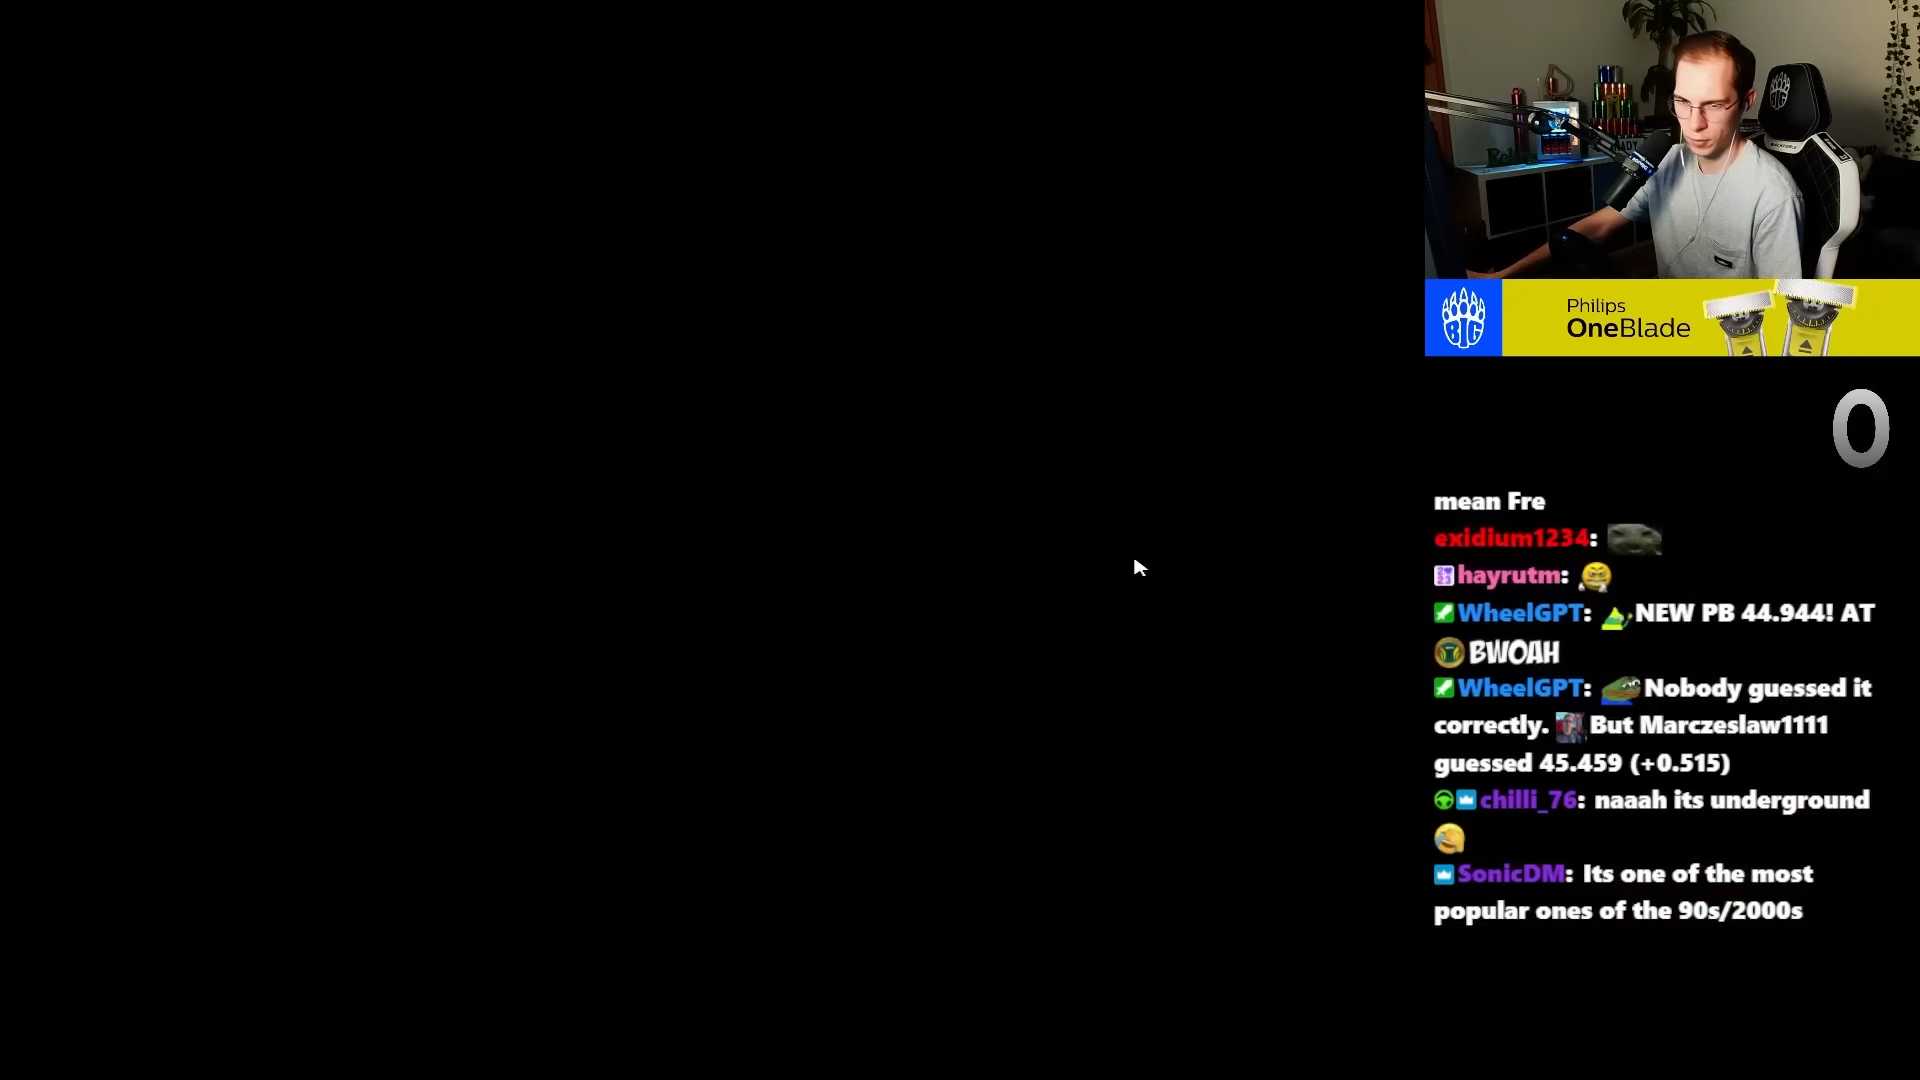 BIG
Philips
OneBlade
0
mean Fre
exidium1234:
hayrutm:
WheelGPT: NEW PB 44.944! AT
BWOAH
WheelGPT: Nobody guessed it
correctly. But Marczeslaw1111
guessed 45.459 (+0.515)
chilli_76: naaah its underground
SonicDM: Its one of the most
popular ones of the 90s/2000s